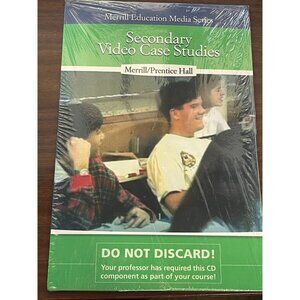 Merrill Education Media Series
Secondary
Video Case Studies
Merrill/Prentice Hall
DO NOT DISCARD!
Your professor has required this CD
component as part of your course!